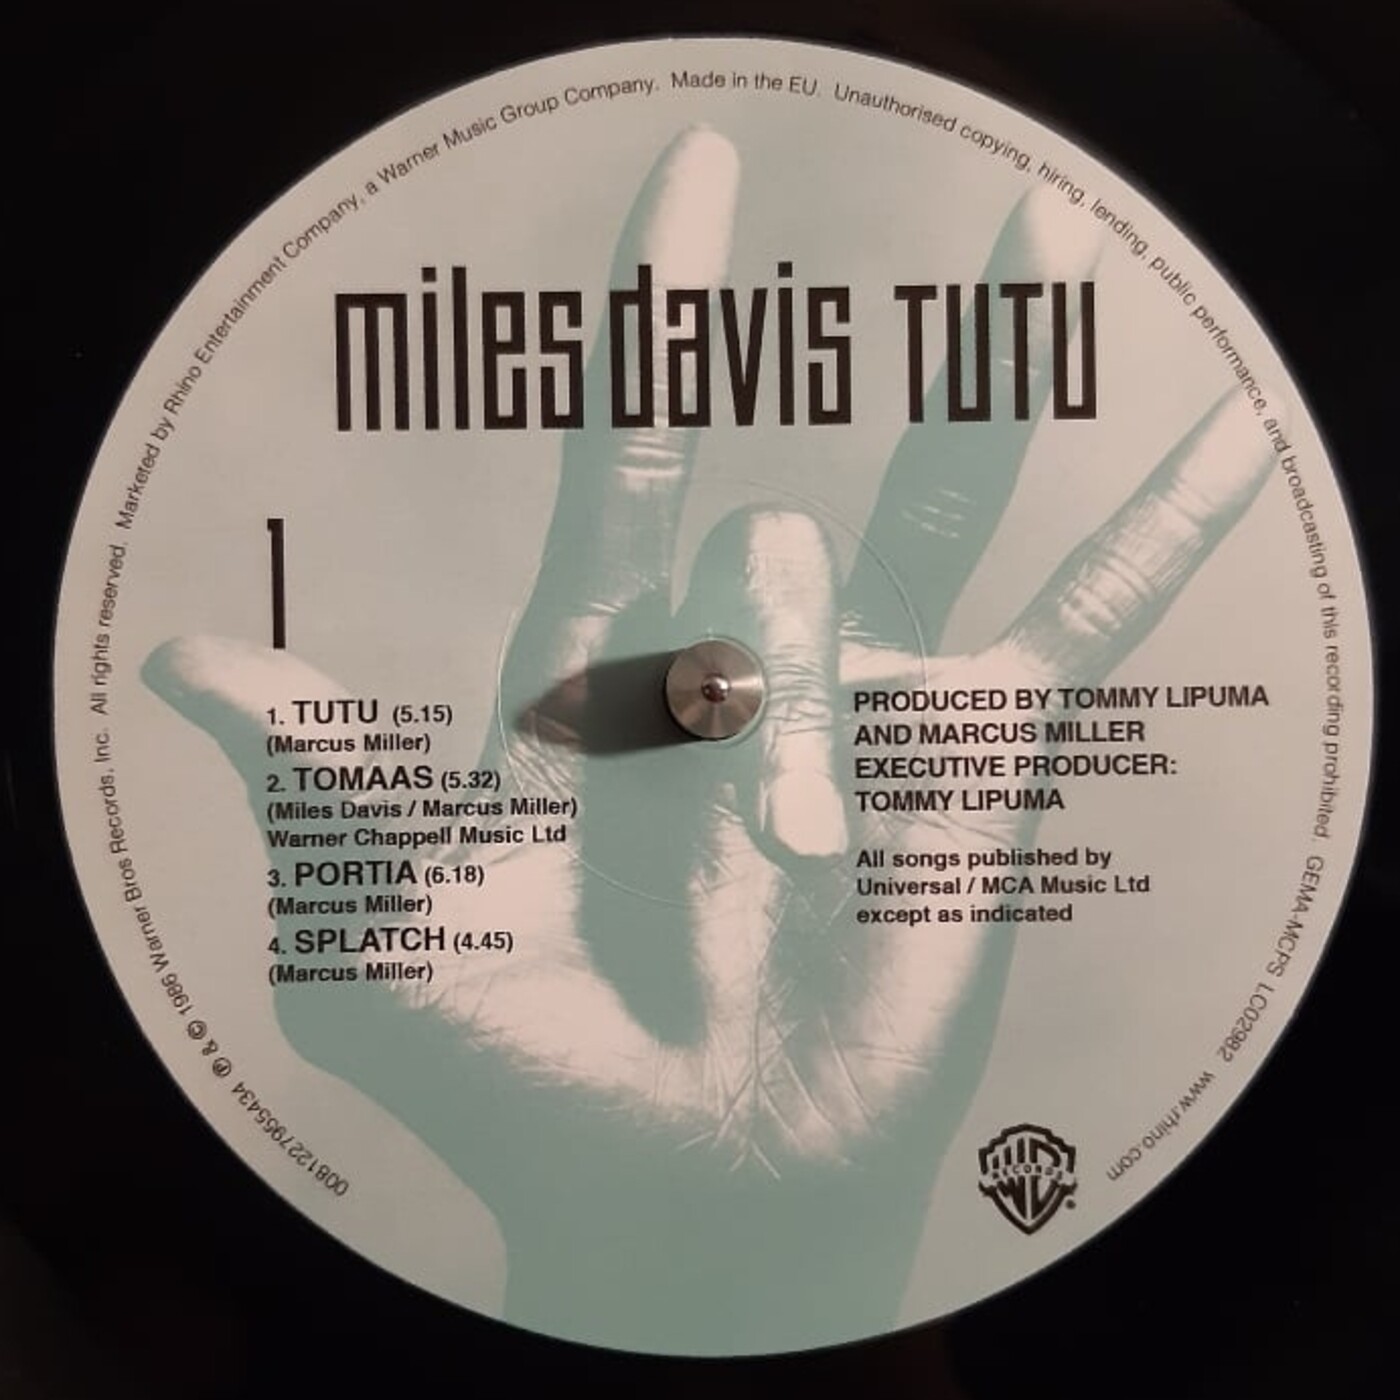 miles davis TUTU
1
1. TUTU (5.15)
(Marcus Miller)
2. TOMAAS (5.32)
(Miles Davis / Marcus Miller)
Warner Chappell Music Ltd
3. PORTIA (6.18)
(Marcus Miller)
4. SPLATCH (4.45)
(Marcus Miller)
PRODUCED BY TOMMY LIPUMA
AND MARCUS MILLER
EXECUTIVE PRODUCER:
TOMMY LIPUMA
All songs published by
Universal / MCA Music Ltd
except as indicated
WB RECORDS ®
0081227955434 ℗ & © 1986 Warner Bros Records, Inc. All rights reserved. Marketed by Rhino Entertainment Company, a Warner Music Group Company. Made in the EU. Unauthorised copying, hiring, lending, public performance, and broadcasting of this recording prohibited. GEMA-MCPS LC02982 www.rhino.com